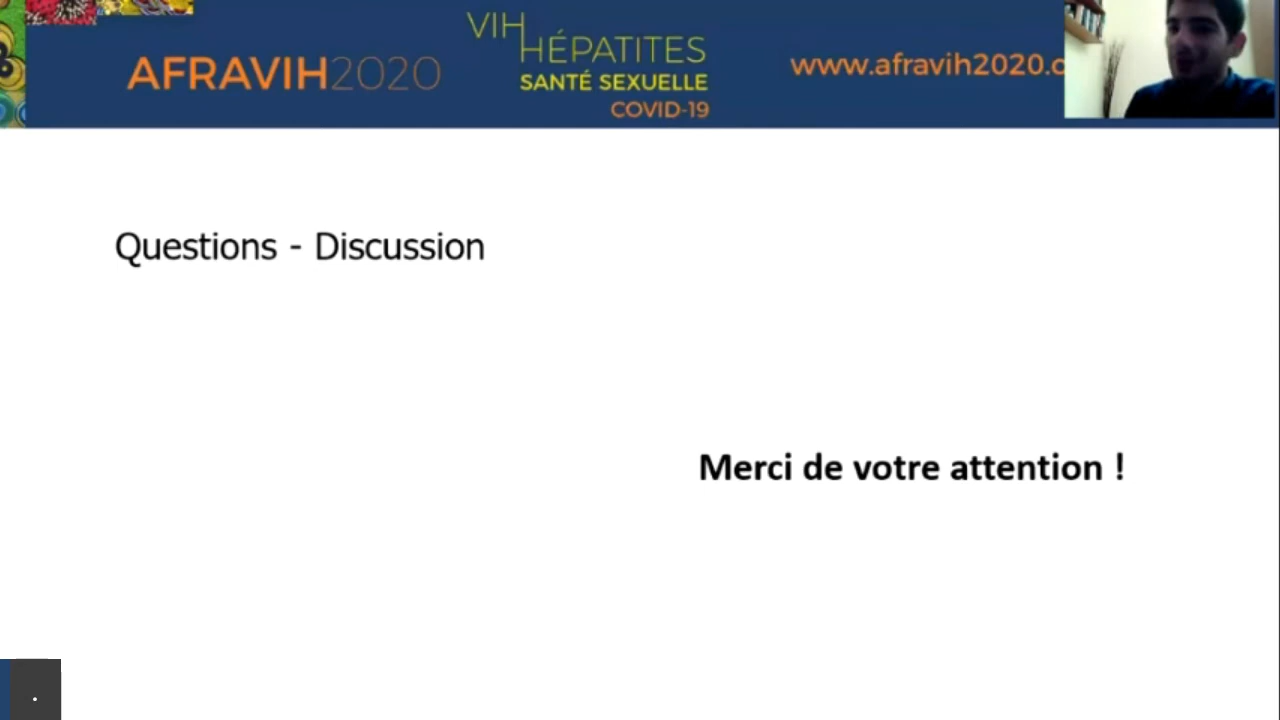 AFRAVIH2020
VIH
HÉPATITES
SANTÉ SEXUELLE
COVID-19
www.afravih2020.c
Questions - Discussion
Merci de votre attention !